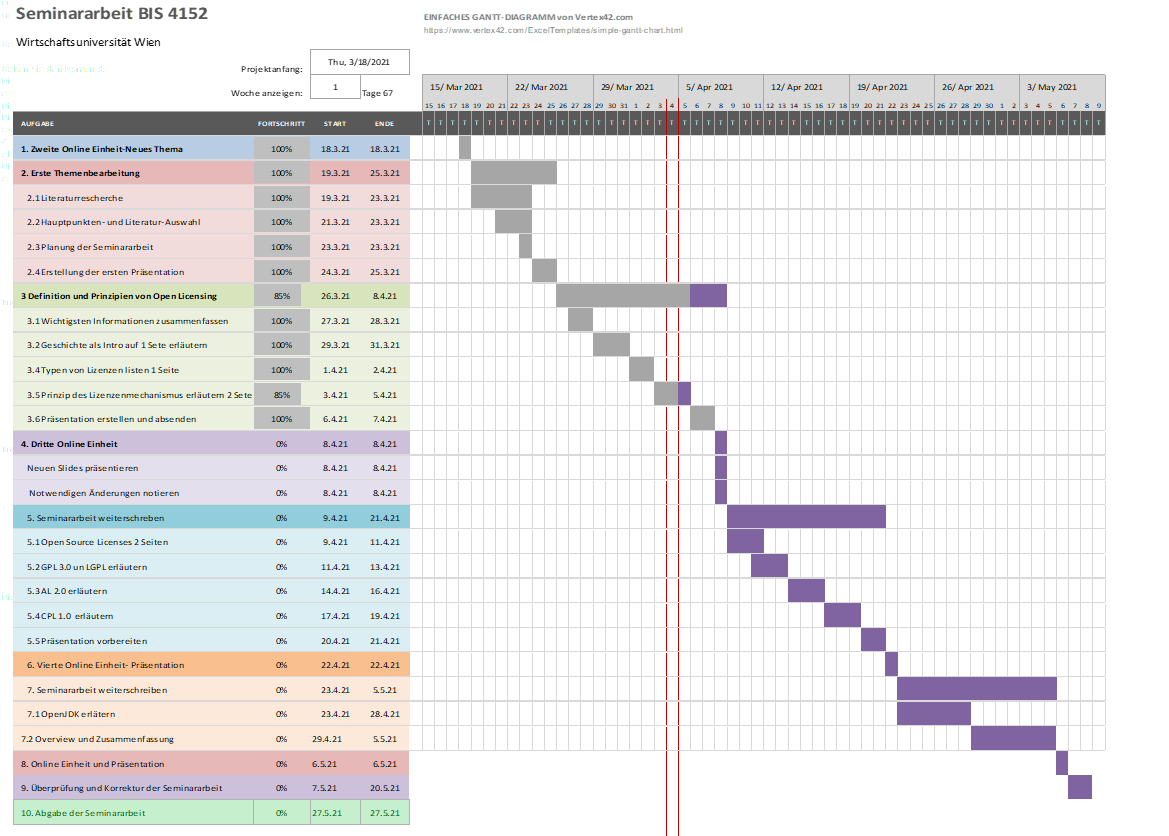 Seminararbeit BIS 4152
EINFACHES GANTT-DIAGRAMM von Vertex42.com
https://www.vertex42.com/ExcelTemplates/simple-gantt-chart.html
Wirtschaftsuniversität Wien
Projektanfang: Thu, 3/18/2021
Woche anzeigen: 1 Tage 67
15/ Mar 2021 22/ Mar 2021 29/ Mar 2021 5/ Apr 2021 12/ Apr 2021 19/ Apr 2021 26/ Apr 2021 3/ May 2021
15 16 17 18 19 20 21 22 23 24 25 26 27 28 29 30 31 1 2 3 4 5 6 7 8 9 10 11 12 13 14 15 16 17 18 19 20 21 22 23 24 25 26 27 28 29 30 1 2 3 4 5 6 7 8 9
AUFGABE FORTSCHRITT START ENDE T T T T T T T T T T T T T T T T T T T T T T T T T T T T T T T T T T T T T T T T T T T T T T T T T T T T T T T T
1. Zweite Online Einheit-Neues Thema 100% 18.3.21 18.3.21
2. Erste Themenbearbeitung 100% 19.3.21 25.3.21
2.1 Literaturrescherche 100% 19.3.21 23.3.21
2.2 Hauptpunkten- und Literatur-Auswahl 100% 21.3.21 23.3.21
2.3 Planung der Seminararbeit 100% 23.3.21 23.3.21
2.4 Erstellung der ersten Präsentation 100% 24.3.21 25.3.21
3 Definition und Prinzipien von Open Licensing 85% 26.3.21 8.4.21
3.1 Wichtigsten Informationen zusammenfassen 100% 27.3.21 28.3.21
3.2 Geschichte als Intro auf 1 Sete erläutern 100% 29.3.21 31.3.21
3.4 Typen von Lizenzen listen 1 Seite 100% 1.4.21 2.4.21
3.5 Prinzip des Lizenzenmechanismus erläutern 2 Sete 85% 3.4.21 5.4.21
3.6 Präsentation erstellen und absenden 100% 6.4.21 7.4.21
4. Dritte Online Einheit 0% 8.4.21 8.4.21
Neuen Slides präsentieren 0% 8.4.21 8.4.21
Notwendigen Änderungen notieren 0% 8.4.21 8.4.21
5. Seminararbeit weiterschreben 0% 9.4.21 21.4.21
5.1 Open Source Licenses 2 Seiten 0% 9.4.21 11.4.21
5.2 GPL 3.0 un LGPL erläutern 0% 11.4.21 13.4.21
5.3 AL 2.0 erläutern 0% 14.4.21 16.4.21
5.4 CPL 1.0 erläutern 0% 17.4.21 19.4.21
5.5 Präsentation vorbereiten 0% 20.4.21 21.4.21
6. Vierte Online Einheit- Präsentation 0% 22.4.21 22.4.21
7. Seminararbeit weiterschreiben 0% 23.4.21 5.5.21
7.1 OpenJDK erlätern 0% 23.4.21 28.4.21
7.2 Overview und Zusammenfassung 0% 29.4.21 5.5.21
8. Online Einheit und Präsentation 0% 6.5.21 6.5.21
9. Überprüfung und Korrektur der Seminararbeit 0% 7.5.21 20.5.21
10. Abgabe der Seminararbeit 0% 27.5.21 27.5.21